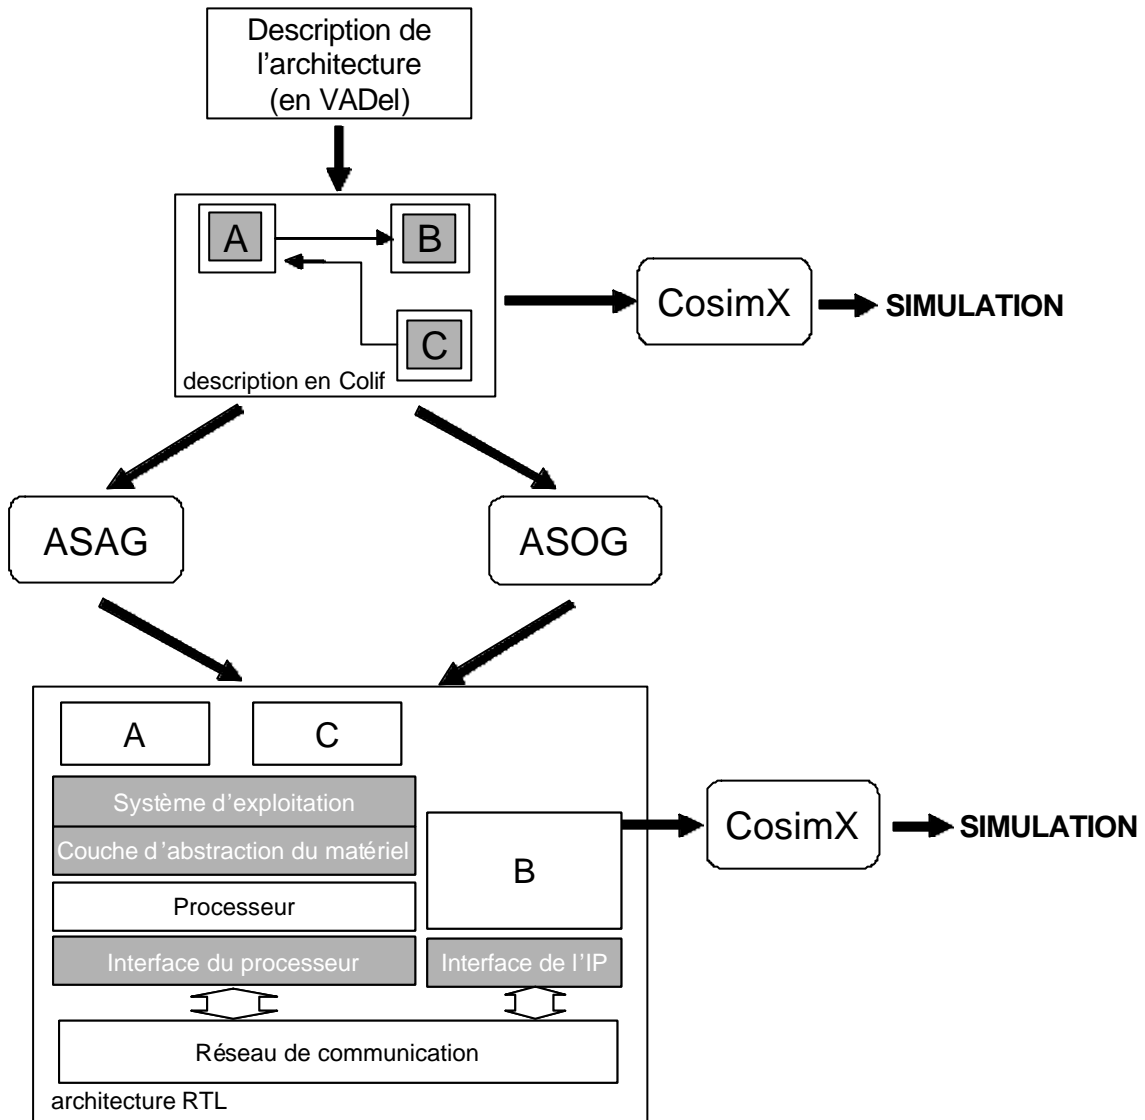 Description de
l’architecture
(en VADel)
A
B
C
description en Colif
CosimX
SIMULATION
ASAG
ASOG
A
C
Système d’exploitation
Couche d’abstraction du matériel
Processeur
Interface du processeur
B
Interface de l’IP
Réseau de communication
architecture RTL
CosimX
SIMULATION